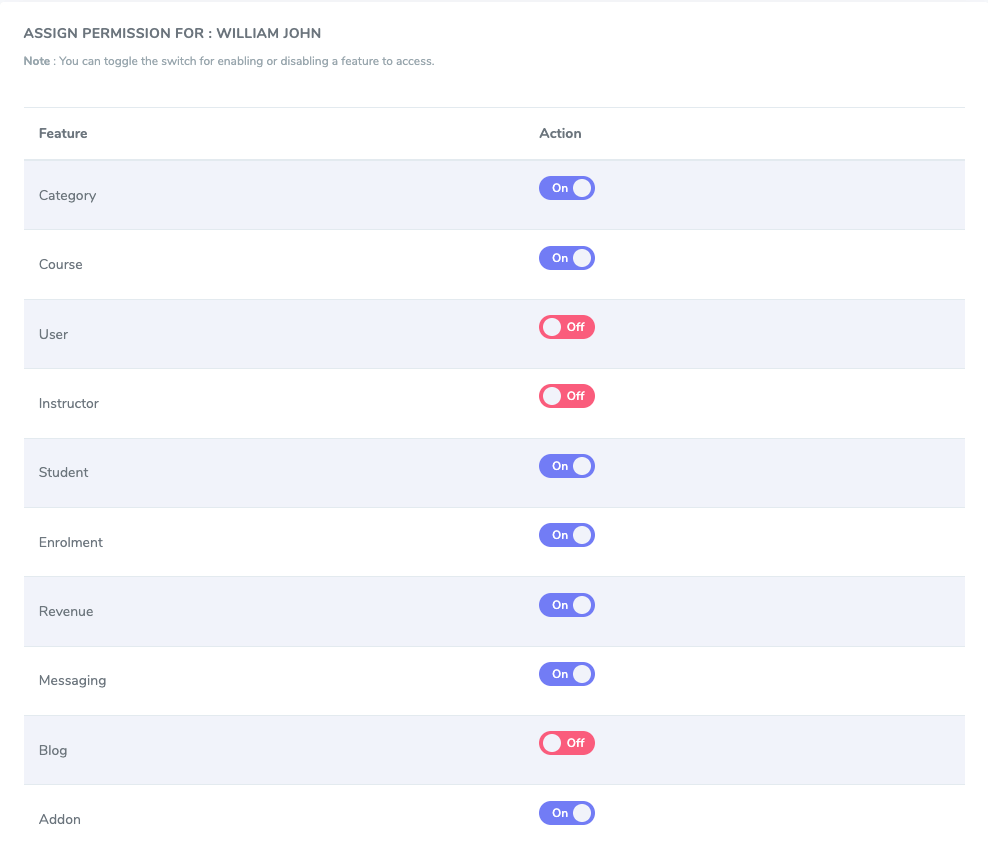 ASSIGN PERMISSION FOR : WILLIAM JOHN
Note : You can toggle the switch for enabling or disabling a feature to access.
Feature Action
Category On
Course On
User Off
Instructor Off
Student On
Enrolment On
Revenue On
Messaging On
Blog Off
Addon On